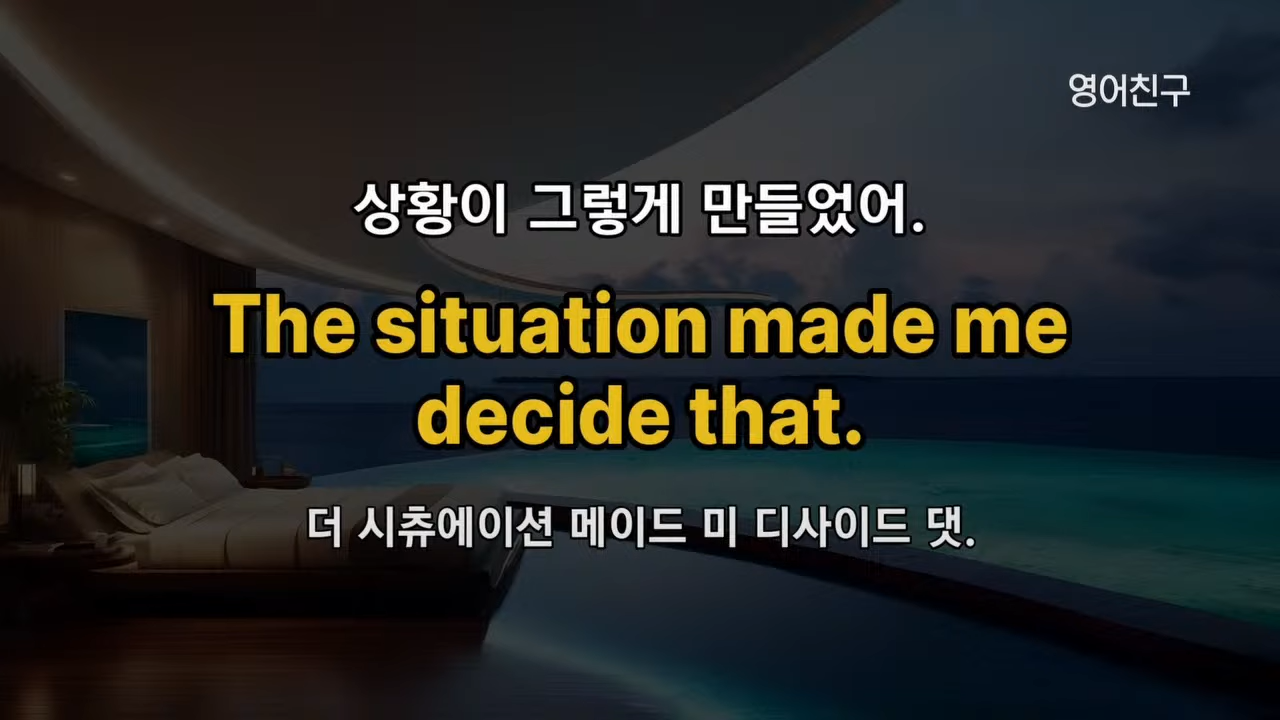 영어친구
상황이 그렇게 만들었어.
The situation made me
decide that.
더 시츄에이션 메이드 미 디사이드 댓.